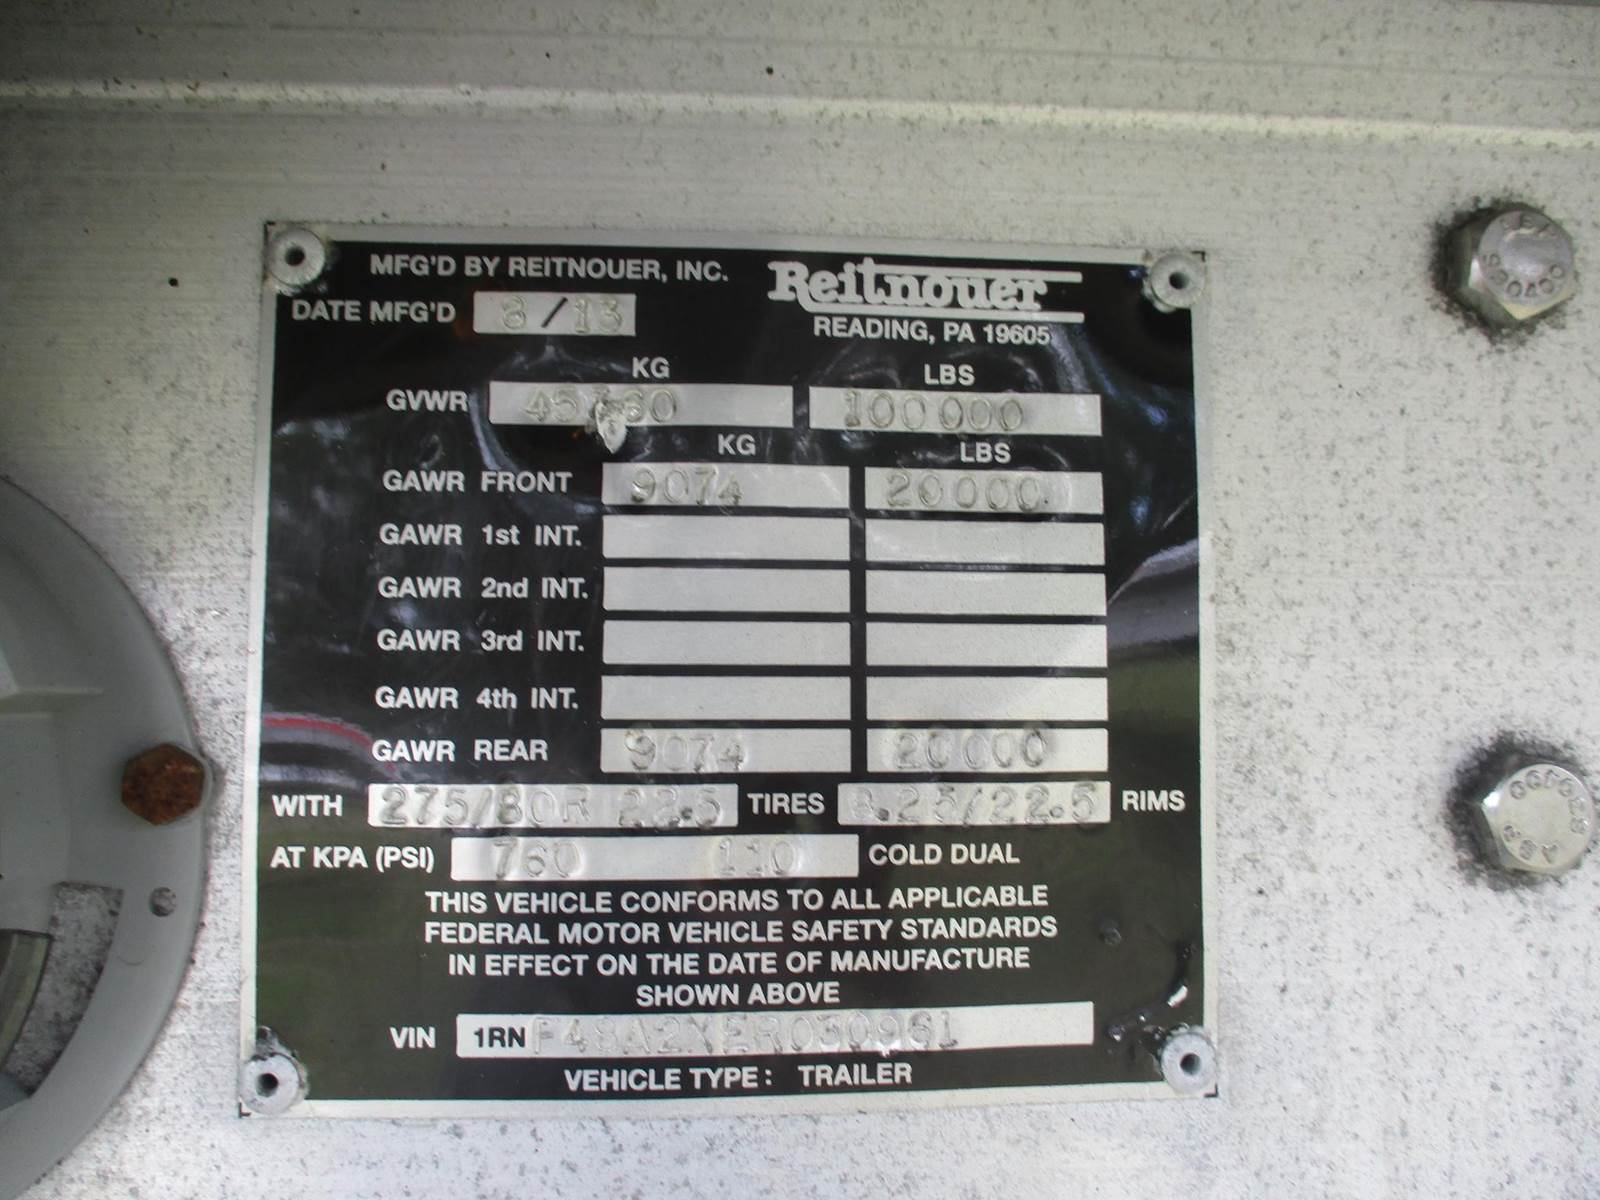 MFG'D BY REITNOUER, INC. Reitnouer
DATE MFG'D 8/13 READING, PA 19605
KG LBS
GVWR 100000
KG LBS
GAWR FRONT 9074 20000
GAWR 1st INT.
GAWR 2nd INT.
GAWR 3rd INT.
GAWR 4th INT.
GAWR REAR 9074 20000
WITH 275/80R 22.5 TIRES 8.25/22.5 RIMS
AT KPA (PSI) 760 110 COLD DUAL
THIS VEHICLE CONFORMS TO ALL APPLICABLE
FEDERAL MOTOR VEHICLE SAFETY STANDARDS
IN EFFECT ON THE DATE OF MANUFACTURE
SHOWN ABOVE
VIN 1RN F48A2XER030961
VEHICLE TYPE: TRAILER